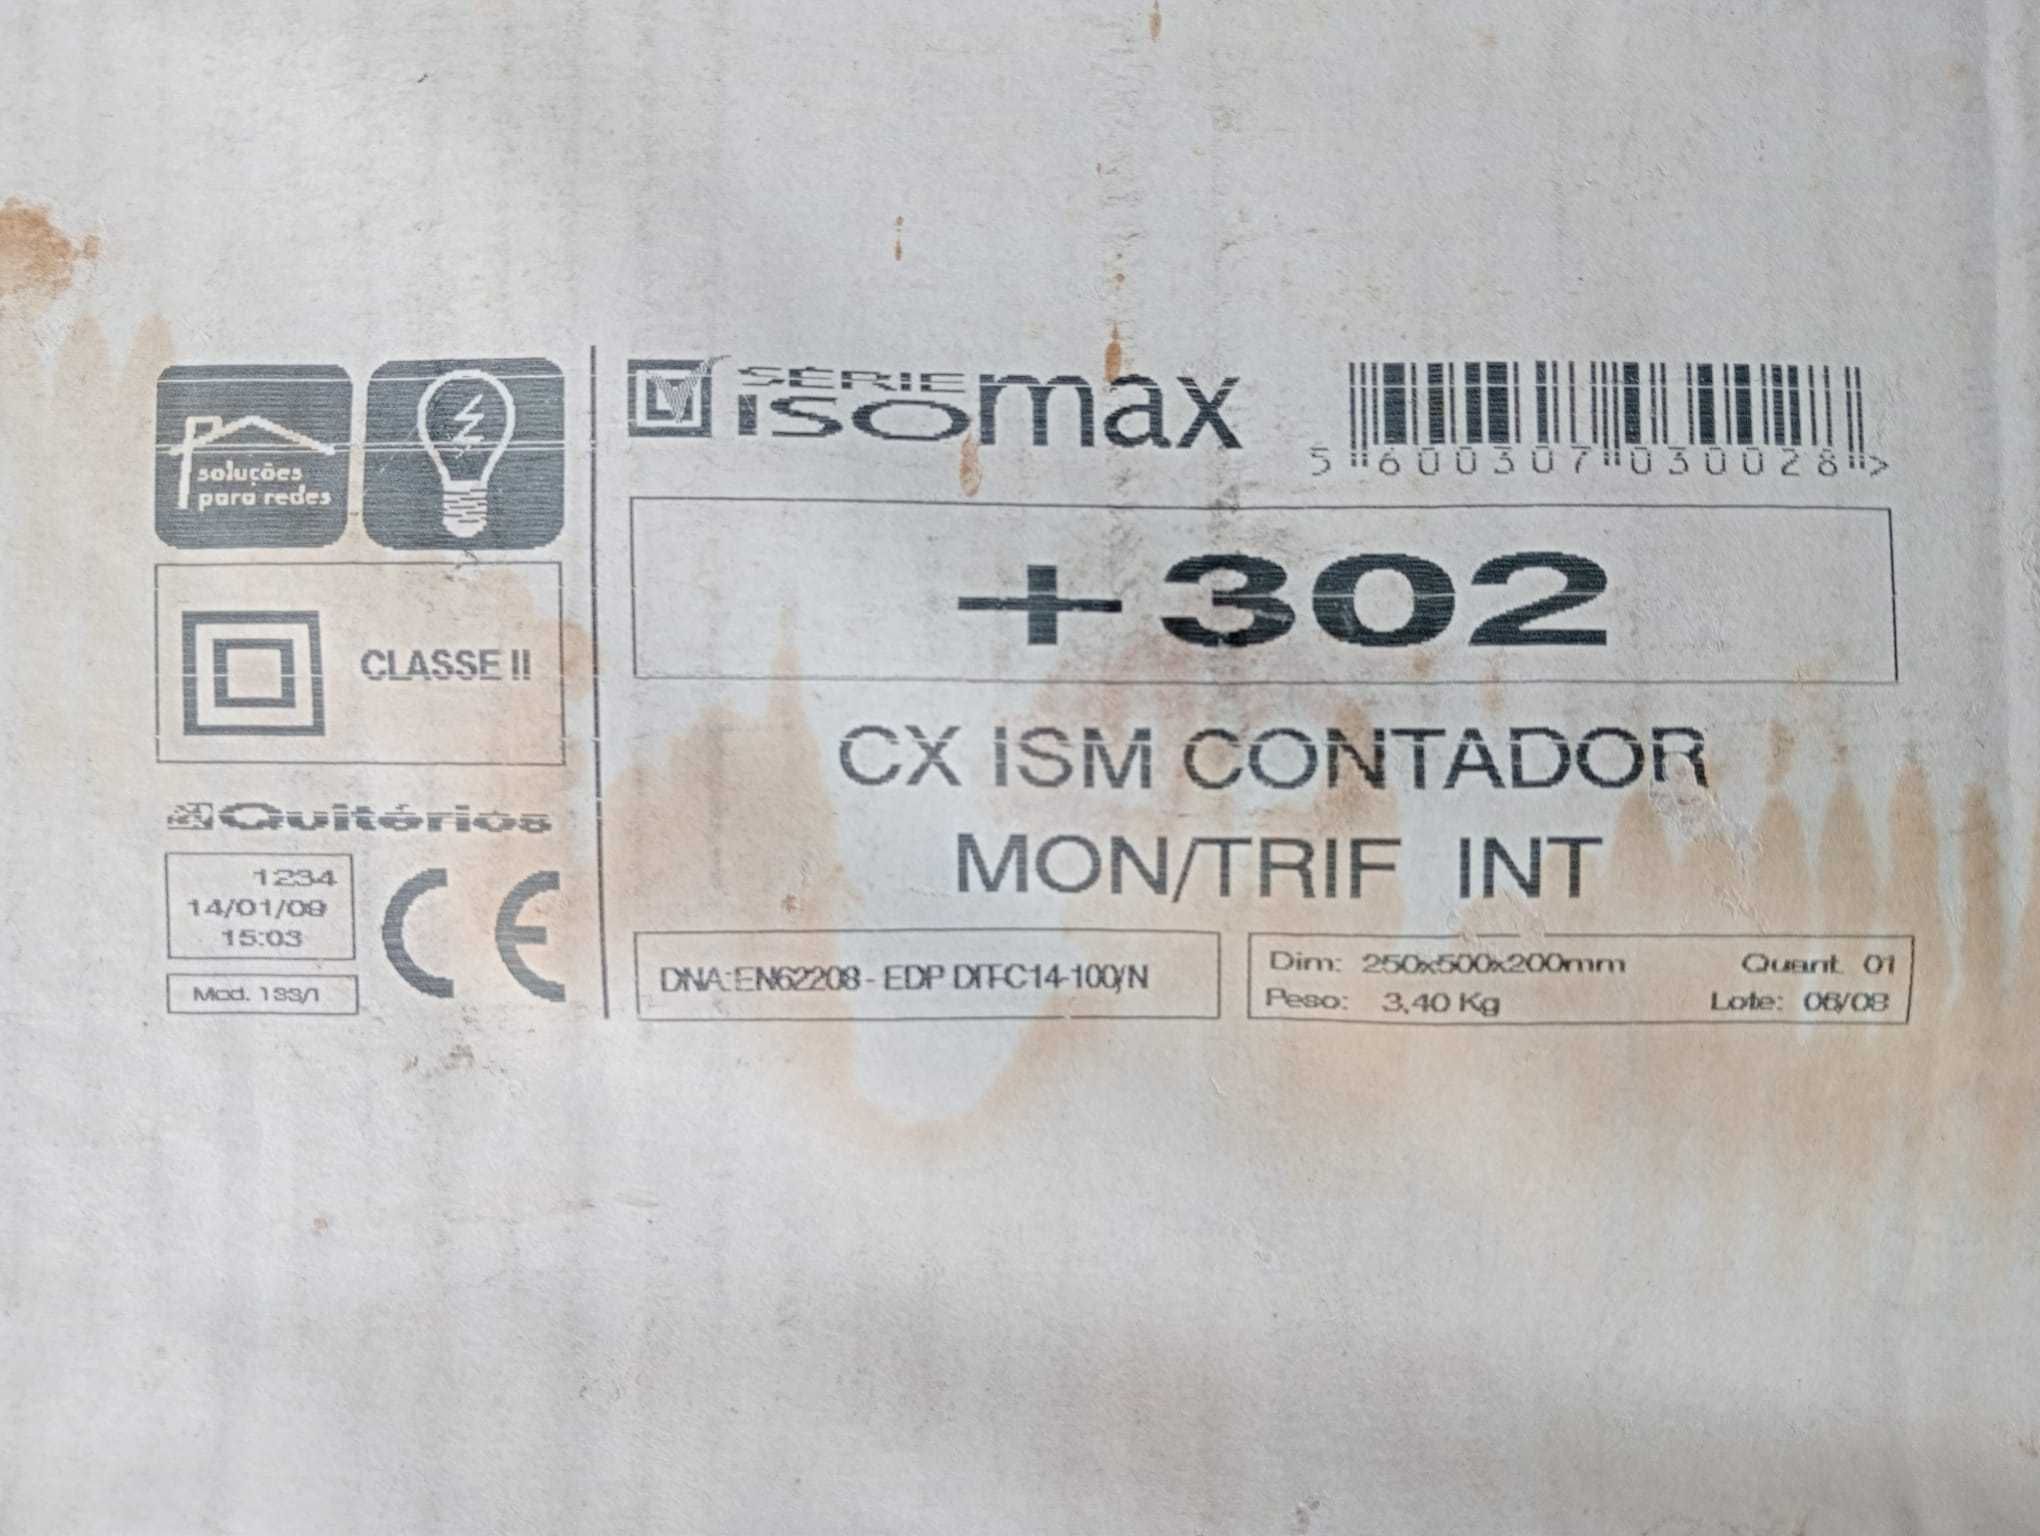 soluções
para redes
CLASSE II
Quitérios
1234
14/01/09
15:03
Mod. 133/1
CE
SÉRIE
ISOmax
5 600307 030028 >
+302
CX ISM CONTADOR
MON/TRIF INT
DNA: EN62208 - EDP DIT-C14-100/N
Dim: 250x500x200mm Quant. 01
Peso: 3,40 Kg Lote: 06/08